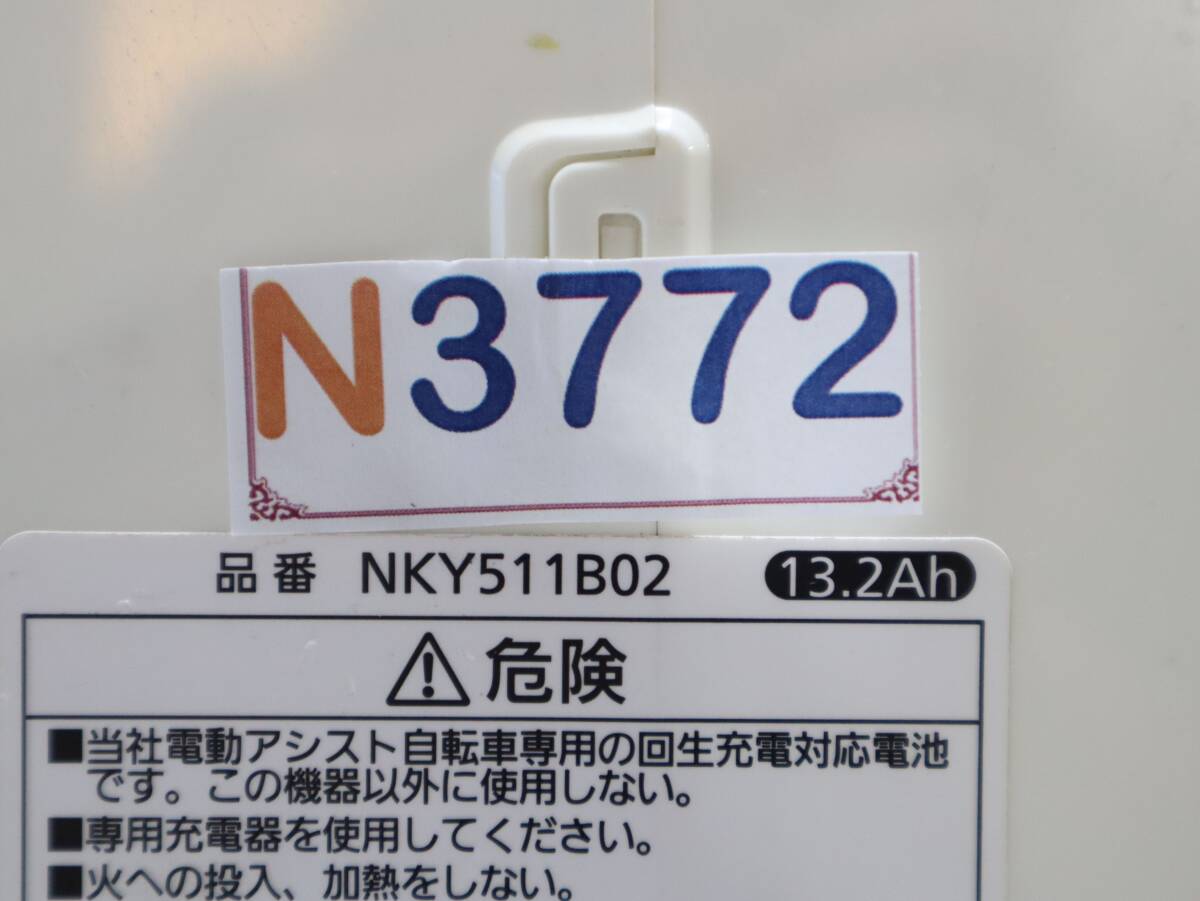 N3772
品番 NKY511B02 13.2Ah
⚠危険
■当社電動アシスト自転車専用の回生充電対応電池
です。この機器以外に使用しない。
■専用充電器を使用してください。
■火への投入、加熱をしない。